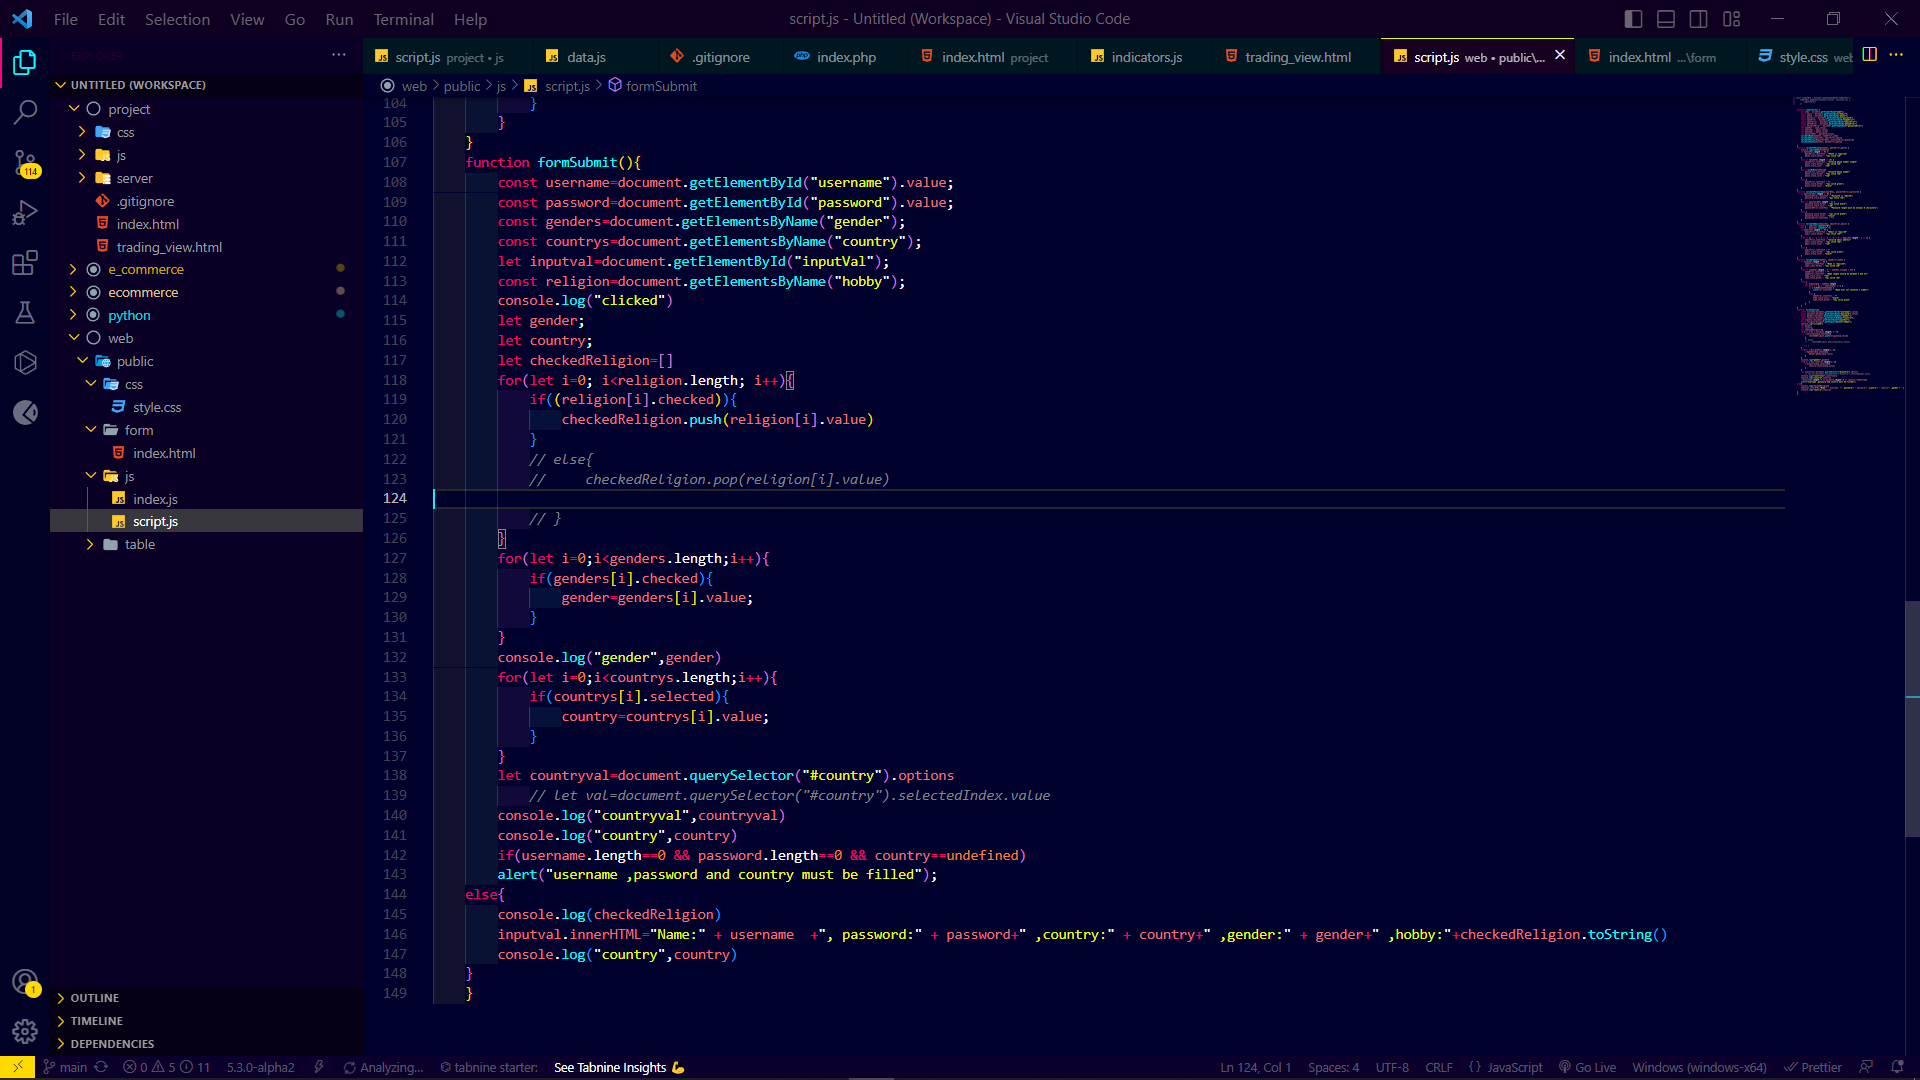 File Edit Selection View Go Run Terminal Help
script.js - Untitled (Workspace) - Visual Studio Code
EXPLORER ···
script.js project • js
data.js
.gitignore
index.php
index.html project
indicators.js
trading_view.html
script.js web • public\...
index.html ...\form
style.css web
UNTITLED (WORKSPACE)
project
css
js
server
.gitignore
index.html
trading_view.html
e_commerce
ecommerce
python
web
public
css
style.css
form
index.html
js
index.js
script.js
table
OUTLINE
TIMELINE
DEPENDENCIES
114
1
web > public > js > script.js > formSubmit
104 }
105 }
106 }
107 function formSubmit(){
108 const username=document.getElementById("username").value;
109 const password=document.getElementById("password").value;
110 const genders=document.getElementsByName("gender");
111 const countrys=document.getElementsByName("country");
112 let inputval=document.getElementById("inputVal");
113 const religion=document.getElementsByName("hobby");
114 console.log("clicked")
115 let gender;
116 let country;
117 let checkedReligion=[]
118 for(let i=0; i<religion.length; i++){
119 if((religion[i].checked)){
120 checkedReligion.push(religion[i].value)
121 }
122 // else{
123 //     checkedReligion.pop(religion[i].value)
124
125 // }
126 }
127 for(let i=0;i<genders.length;i++){
128 if(genders[i].checked){
129 gender=genders[i].value;
130 }
131 }
132 console.log("gender",gender)
133 for(let i=0;i<countrys.length;i++){
134 if(countrys[i].selected){
135 country=countrys[i].value;
136 }
137 }
138 let countryval=document.querySelector("#country").options
139 // let val=document.querySelector("#country").selectedIndex.value
140 console.log("countryval",countryval)
141 console.log("country",country)
142 if(username.length==0 && password.length==0 && country==undefined)
143 alert("username ,password and country must be filled");
144 else{
145 console.log(checkedReligion)
146 inputval.innerHTML="Name:" + username  +", password:" + password+" ,country:" + country+" ,gender:" + gender+" ,hobby:"+checkedReligion.toString()
147 console.log("country",country)
148 }
149 }
main 0 5 11 5.3.0-alpha2 Analyzing... tabnine starter: See Tabnine Insights 💪 Ln 124, Col 1 Spaces: 4 UTF-8 CRLF {} JavaScript Go Live Windows (windows-x64) Prettier